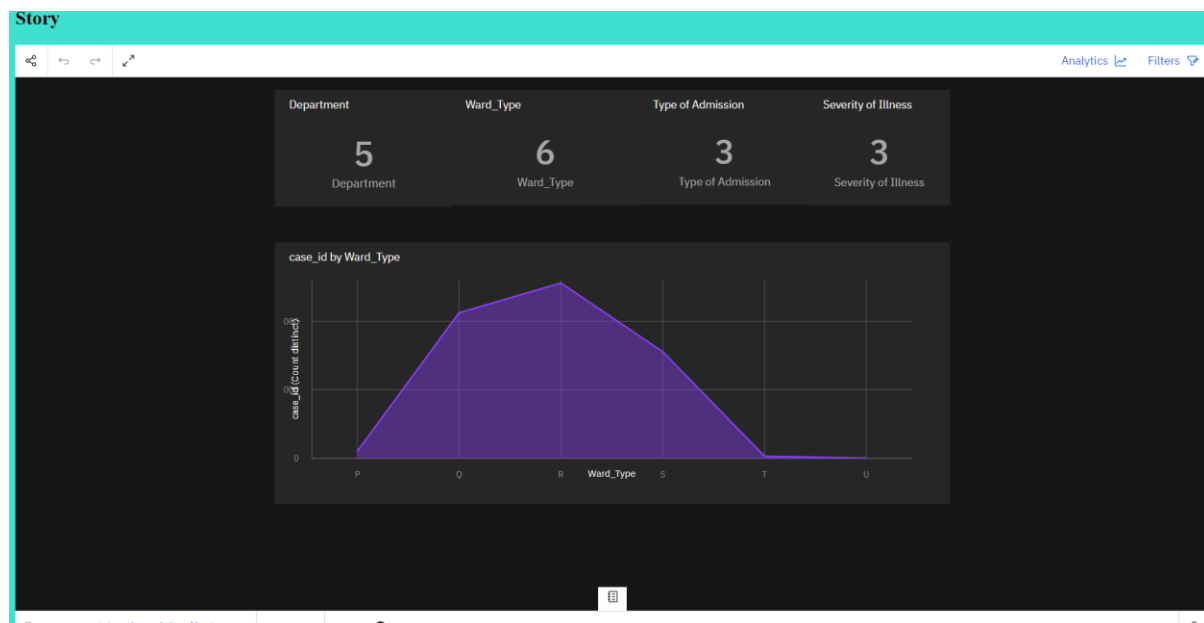 Story
Analytics
Filters
Department
Ward_Type
Type of Admission
Severity of Illness
5
6
3
3
Department
Ward_Type
Type of Admission
Severity of Illness
case_id by Ward_Type
case_id (Count distinct)
0
P
Q
R
S
T
U
Ward_Type